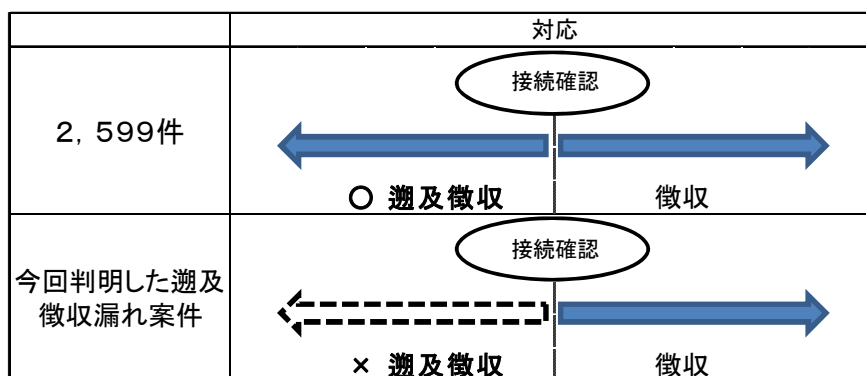 対応
接続確認
2,599件
○ 遡及徴収 徴収
接続確認
今回判明した遡及
徴収漏れ案件
× 遡及徴収 徴収